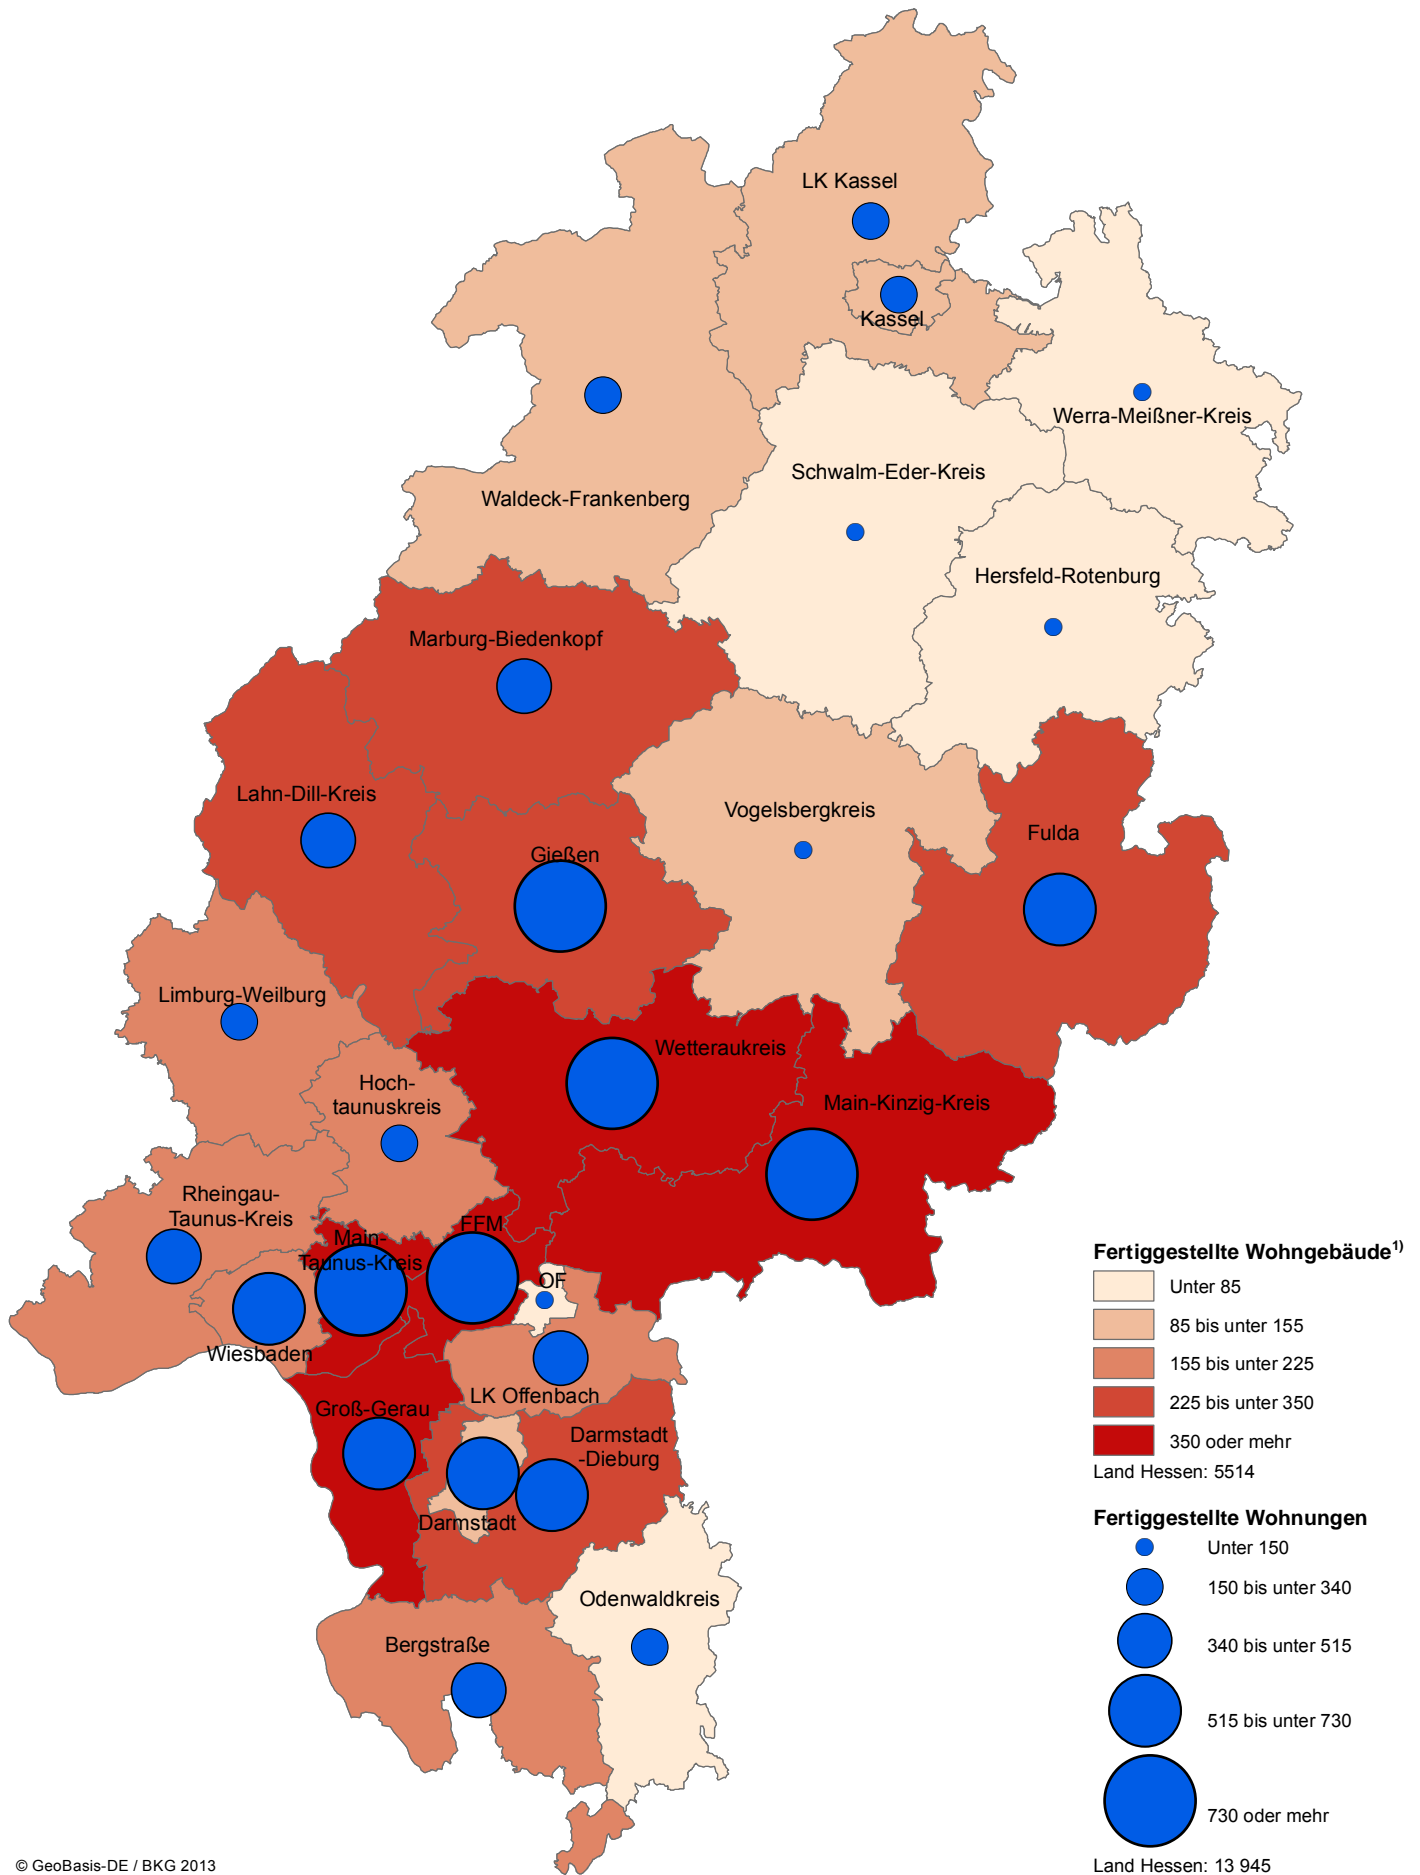 LK Kassel
Kassel
Werra-Meißner-Kreis
Schwalm-Eder-Kreis
Waldeck-Frankenberg
Hersfeld-Rotenburg
Marburg-Biedenkopf
Lahn-Dill-Kreis
Vogelsbergkreis
Fulda
Gießen
Limburg-Weilburg
Wetteraukreis
Hoch-
taunuskreis
Main-Kinzig-Kreis
Rheingau-
Taunus-Kreis
FFM
Main-
Taunus-Kreis
OF
Wiesbaden
LK Offenbach
Groß-Gerau
Darmstadt
-Dieburg
Darmstadt
Odenwaldkreis
Bergstraße
Fertiggestellte Wohngebäude¹⁾
Unter 85
85 bis unter 155
155 bis unter 225
225 bis unter 350
350 oder mehr
Land Hessen: 5514
Fertiggestellte Wohnungen
Unter 150
150 bis unter 340
340 bis unter 515
515 bis unter 730
730 oder mehr
Land Hessen: 13 945
© GeoBasis-DE / BKG 2013